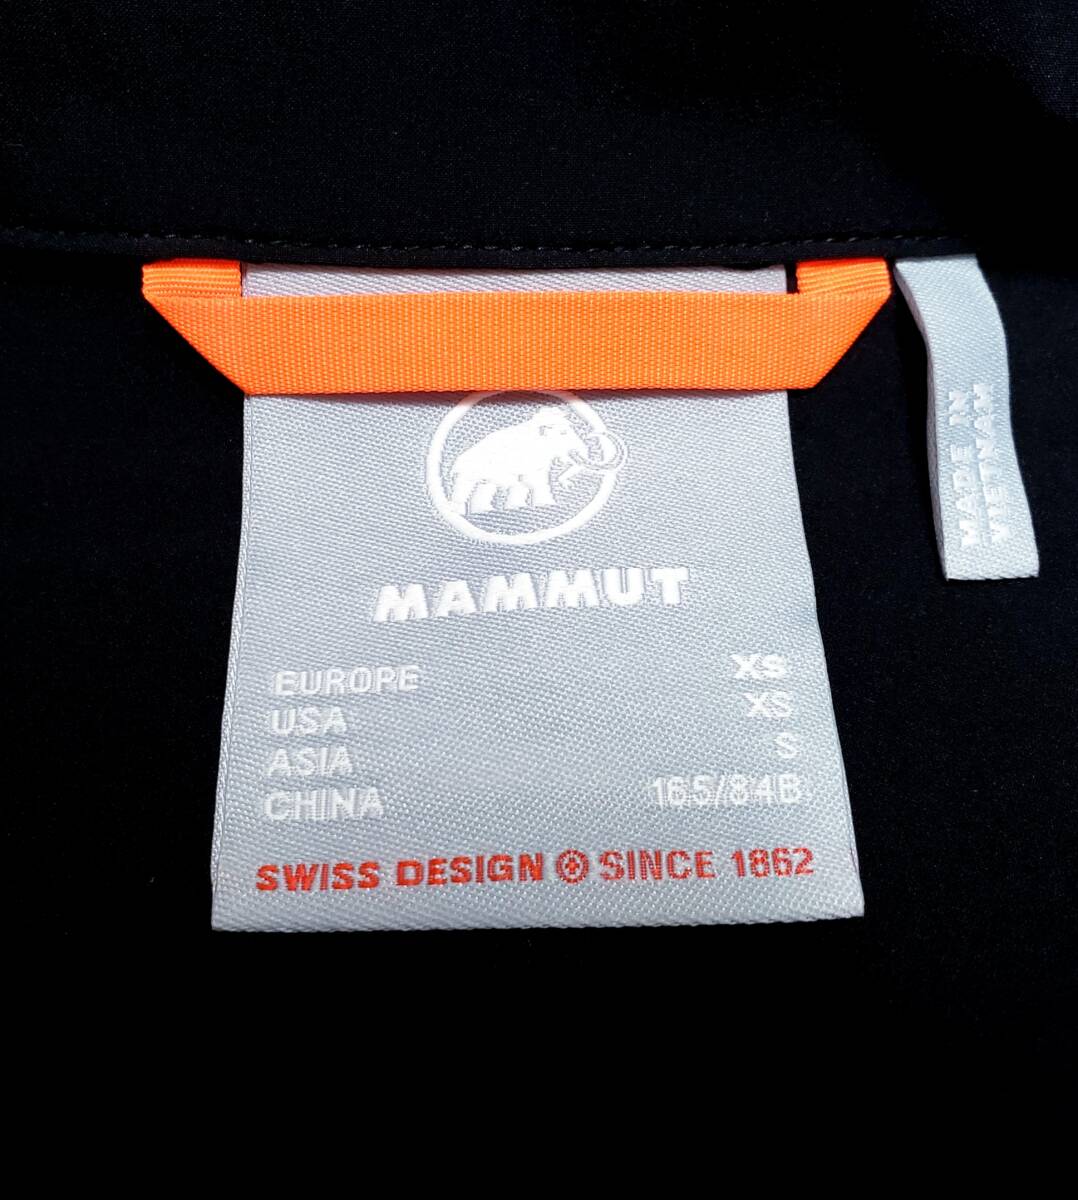 MAMMUT
EUROPE XS
USA XS
ASIA S
CHINA 165/84B
SWISS DESIGN SINCE 1862
MADE IN
VIETNAM